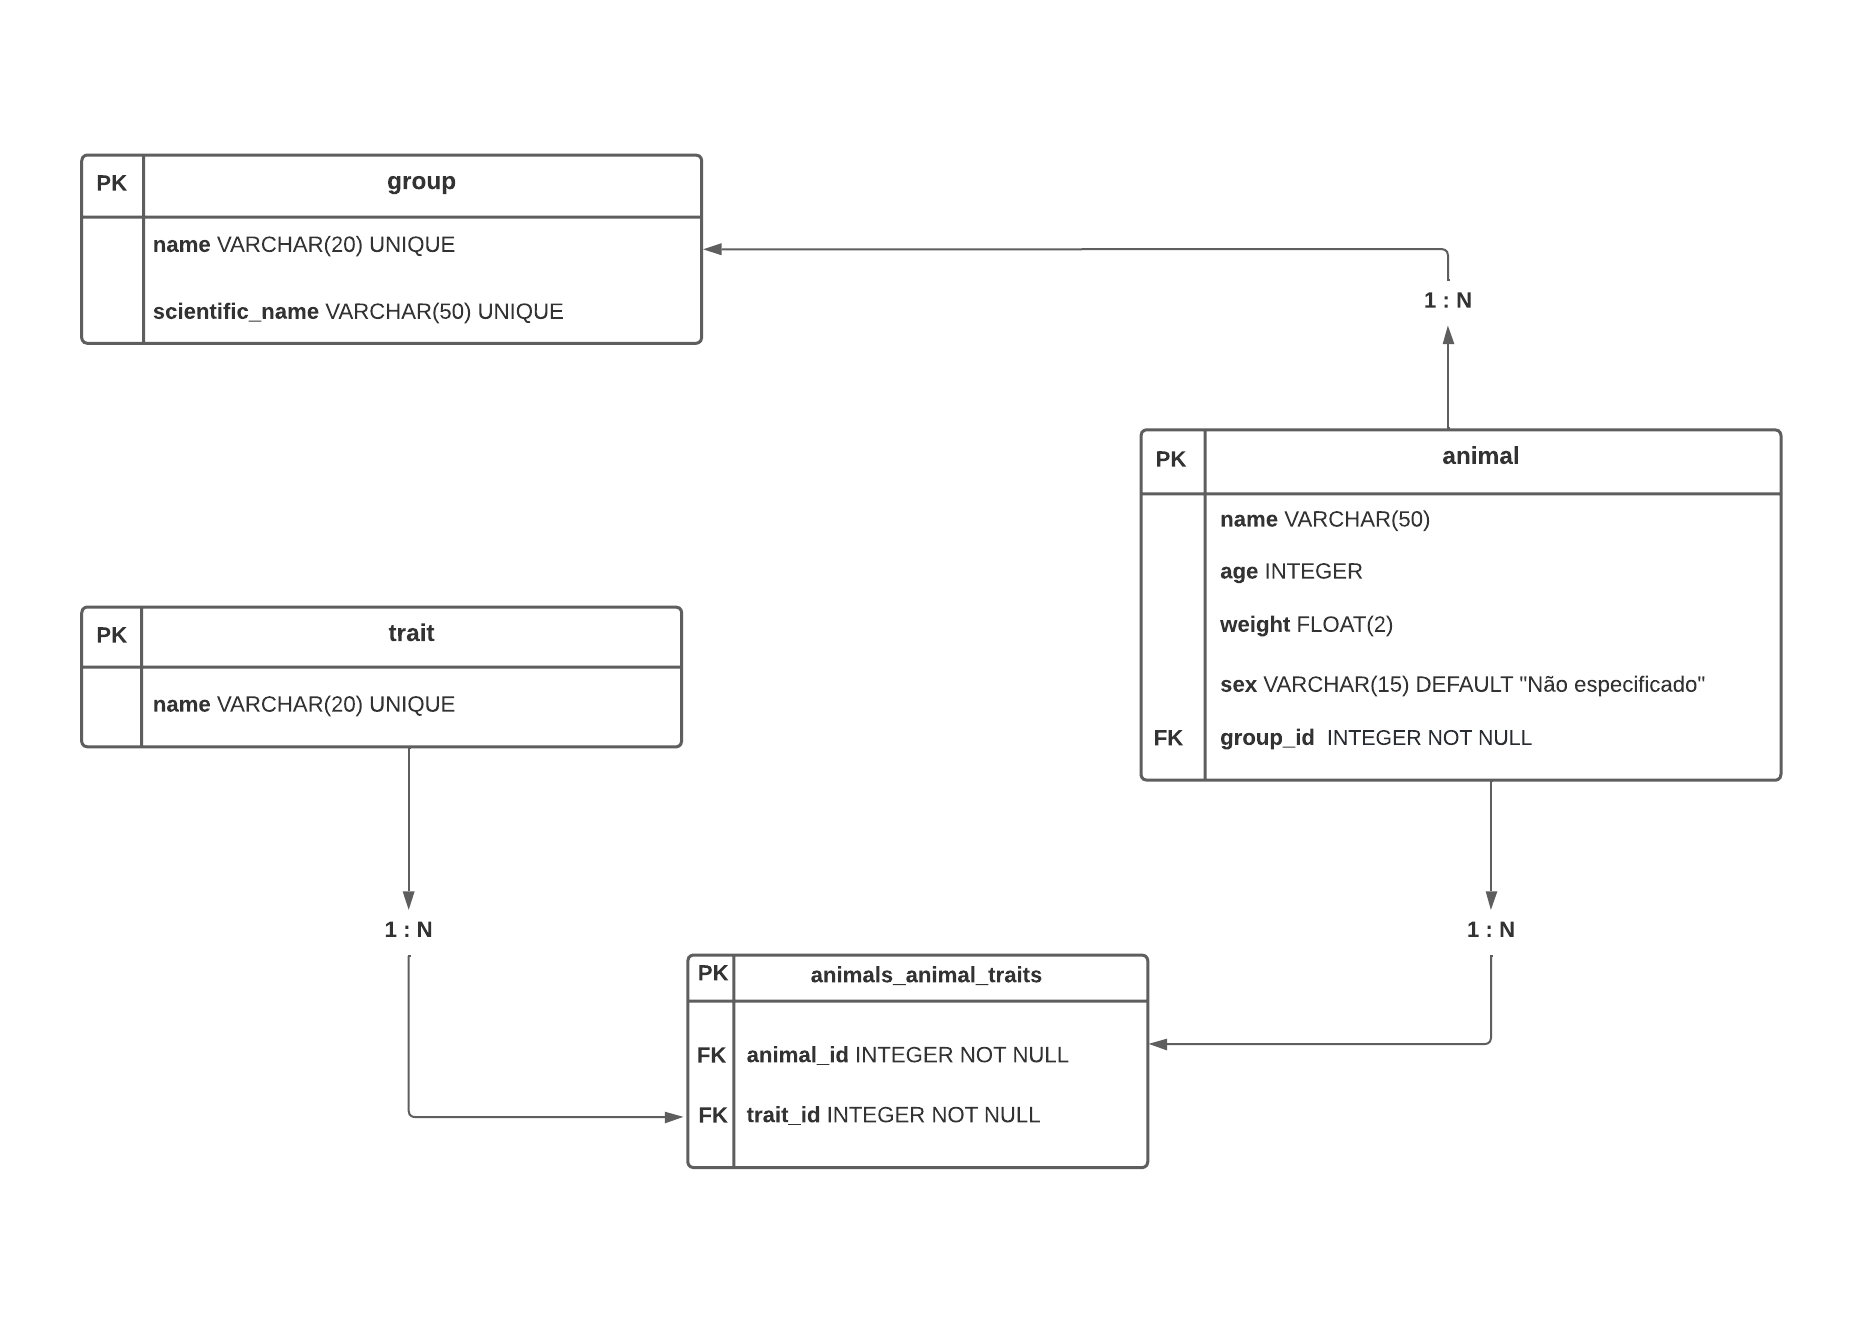 PK group
name VARCHAR(20) UNIQUE
scientific_name VARCHAR(50) UNIQUE
1 : N
PK animal
name VARCHAR(50)
age INTEGER
weight FLOAT(2)
sex VARCHAR(15) DEFAULT "Não especificado"
FK group_id INTEGER NOT NULL
PK trait
name VARCHAR(20) UNIQUE
1 : N
1 : N
PK animals_animal_traits
FK animal_id INTEGER NOT NULL
FK trait_id INTEGER NOT NULL